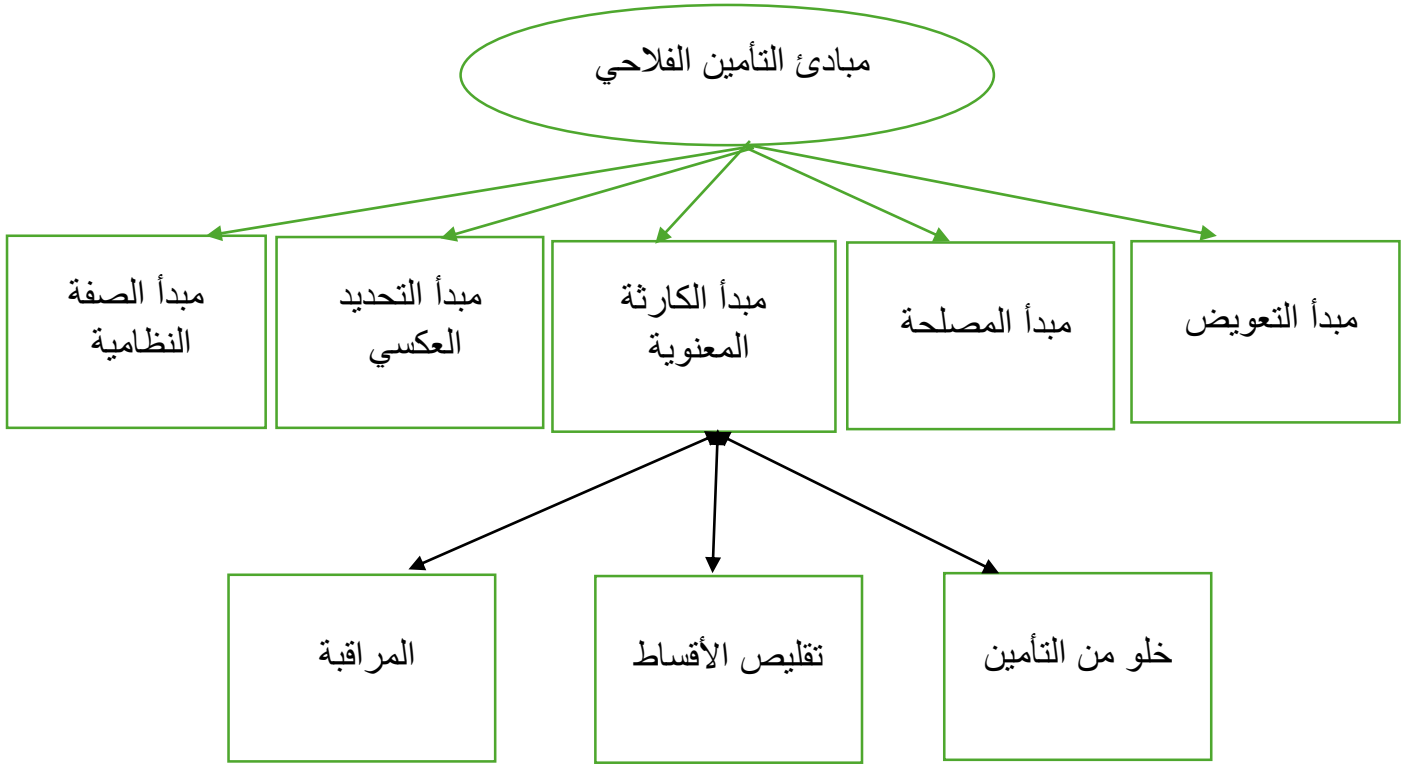 مبادئ التأمين الفلاحي
مبدأ التعويض
مبدأ المصلحة
مبدأ الكارثة
المعنوية
مبدأ التحديد
العكسي
مبدأ الصفة
النظامية
خلو من التأمين
تقليص الأقساط
المراقبة